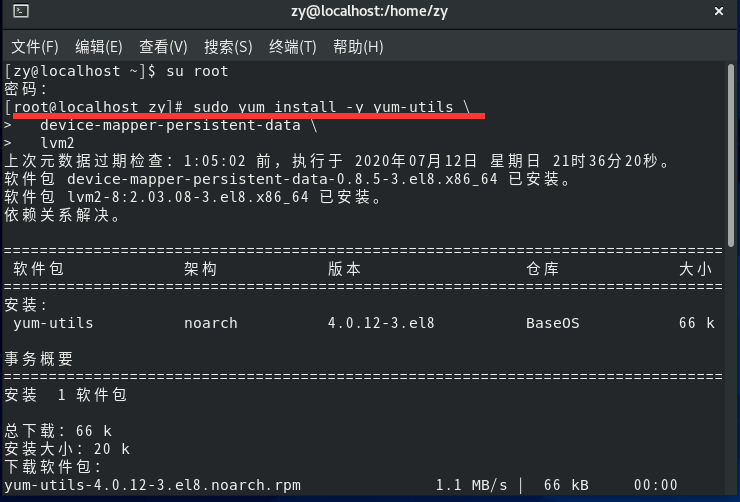 zy@localhost:/home/zy ×
文件(F) 编辑(E) 查看(V) 搜索(S) 终端(T) 帮助(H)
[zy@localhost ~]$ su root
密码：
[root@localhost zy]# sudo yum install -y yum-utils \
> device-mapper-persistent-data \
> lvm2
上次元数据过期检查：1:05:02 前，执行于 2020年07月12日 星期日 21时36分20秒。
软件包 device-mapper-persistent-data-0.8.5-3.el8.x86_64 已安装。
软件包 lvm2-8:2.03.08-3.el8.x86_64 已安装。
依赖关系解决。
================================================================================
软件包 架构 版本 仓库 大小
================================================================================
安装:
yum-utils noarch 4.0.12-3.el8 BaseOS 66 k
事务概要
================================================================================
安装 1 软件包
总下载：66 k
安装大小：20 k
下载软件包：
yum-utils-4.0.12-3.el8.noarch.rpm 1.1 MB/s | 66 kB 00:00